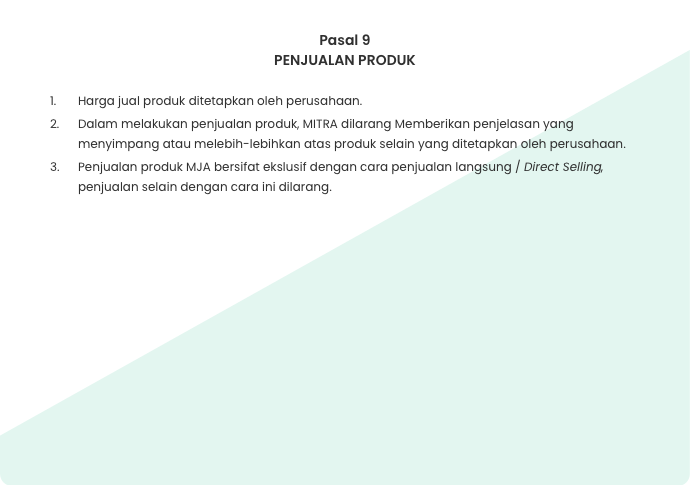 Pasal 9
PENJUALAN PRODUK
1. Harga jual produk ditetapkan oleh perusahaan.
2. Dalam melakukan penjualan produk, MITRA dilarang Memberikan penjelasan yang
menyimpang atau melebih-lebihkan atas produk selain yang ditetapkan oleh perusahaan.
3. Penjualan produk MJA bersifat ekslusif dengan cara penjualan langsung / Direct Selling,
penjualan selain dengan cara ini dilarang.